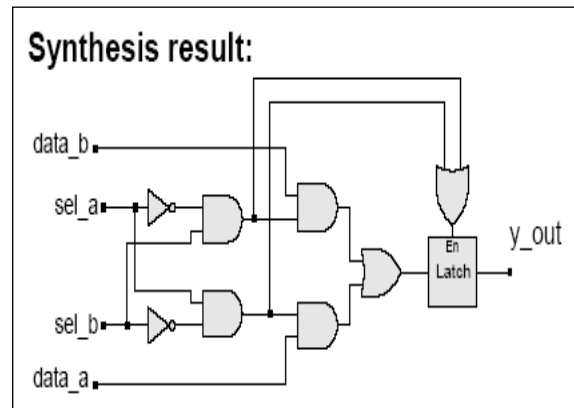 Synthesis result:
data_b
sel_a
y_out
En
Latch
sel_b
data_a